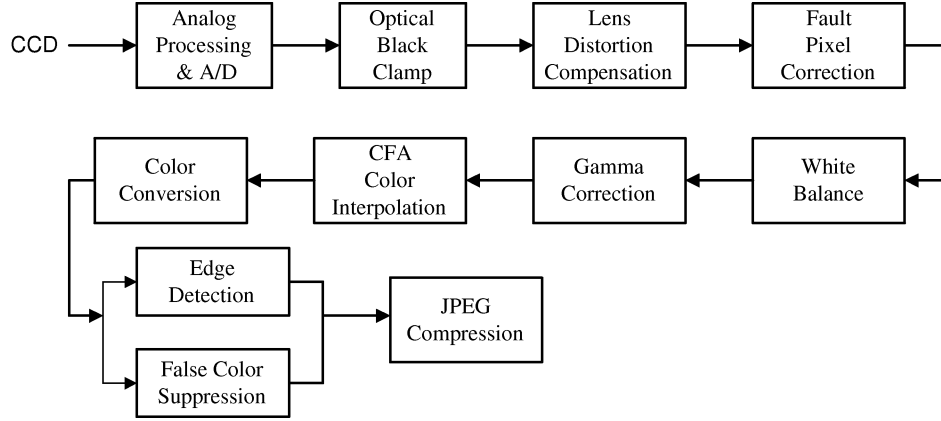 CCD
Analog
Processing
& A/D
Optical
Black
Clamp
Lens
Distortion
Compensation
Fault
Pixel
Correction
White
Balance
Gamma
Correction
CFA
Color
Interpolation
Color
Conversion
Edge
Detection
False Color
Suppression
JPEG
Compression